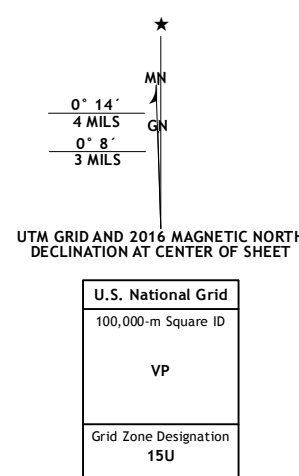 ★
MN
0° 14´
4 MILS
GN
0° 8´
3 MILS
UTM GRID AND 2016 MAGNETIC NORTH
DECLINATION AT CENTER OF SHEET
U.S. National Grid
100,000-m Square ID
VP
Grid Zone Designation
15U